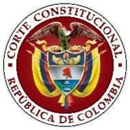 CORTE CONSTITUCIONAL
REPÚBLICA DE COLOMBIA